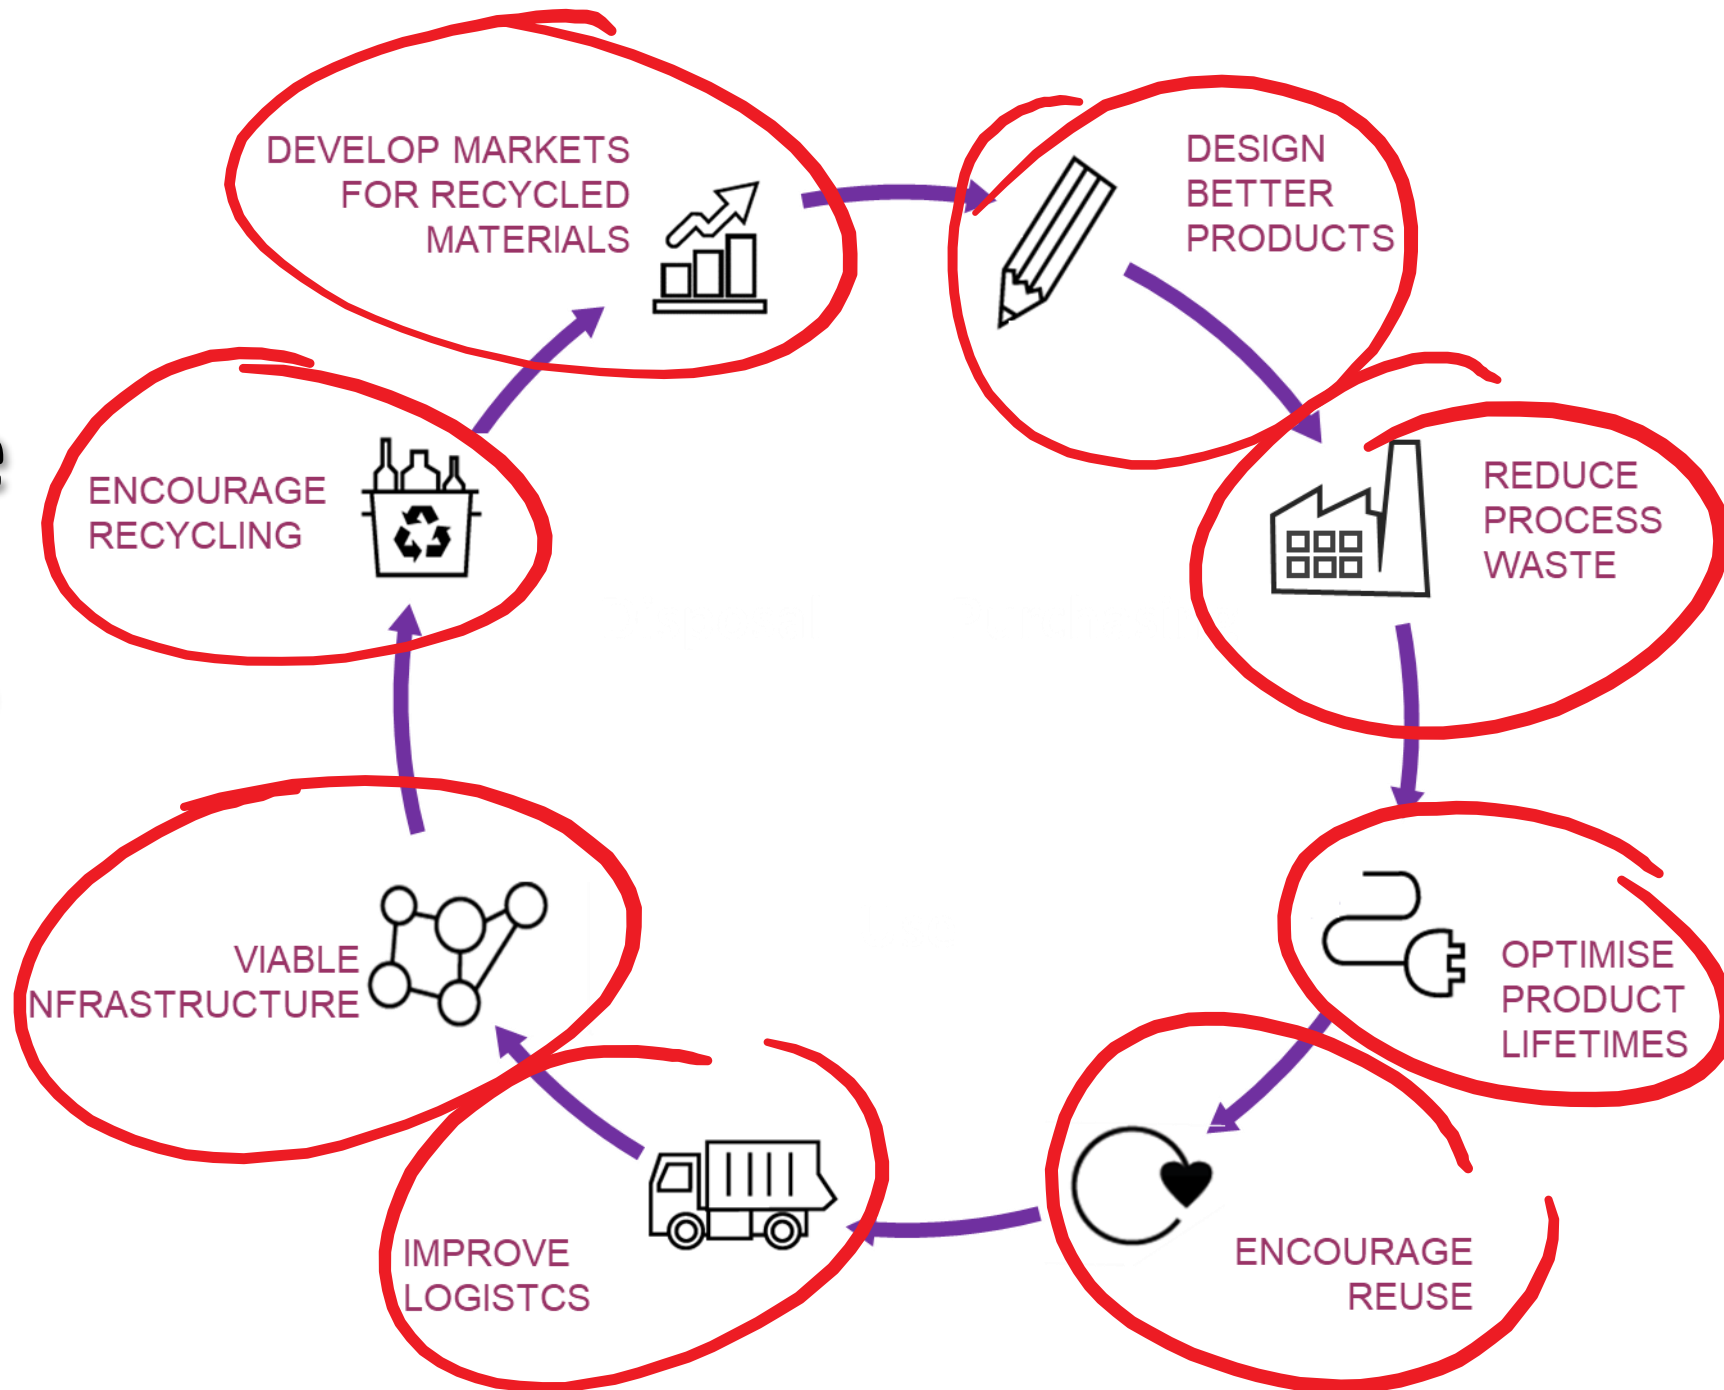 DEVELOP MARKETS
FOR RECYCLED
MATERIALS
DESIGN
BETTER
PRODUCTS
REDUCE
PROCESS
WASTE
OPTIMISE
PRODUCT
LIFETIMES
ENCOURAGE
REUSE
IMPROVE
LOGISTCS
VIABLE
NFRASTRUCTURE
ENCOURAGE
RECYCLING